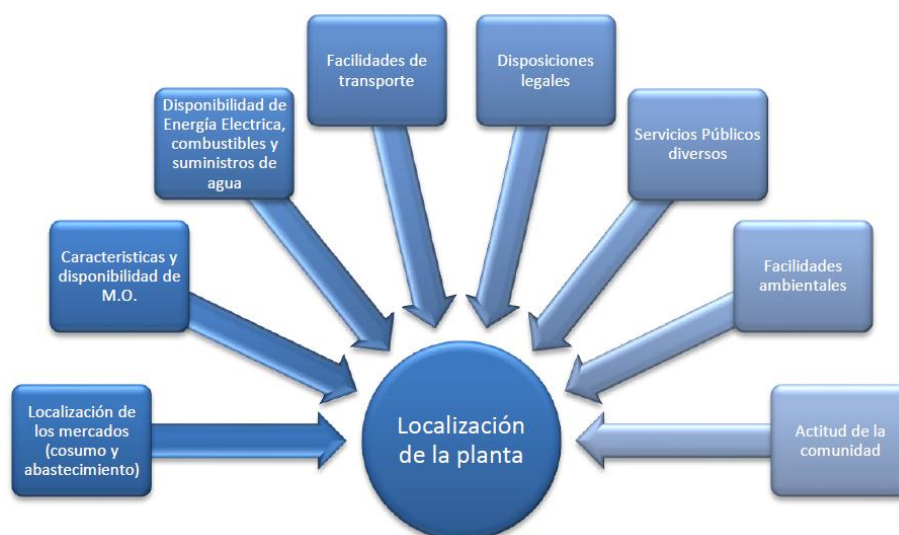 Localización de
los mercados
(cosumo y
abastecimiento)
Caracteristicas y
disponibilidad de
M.O.
Disponibilidad de
Energía Electrica,
combustibles y
suministros de
agua
Facilidades de
transporte
Disposiciones
legales
Servicios Públicos
diversos
Facilidades
ambientales
Actitud de la
comunidad
Localización
de la planta